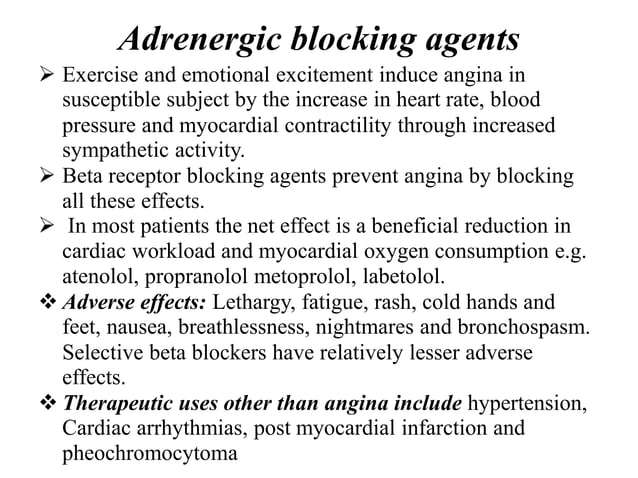 Adrenergic blocking agents
➢ Exercise and emotional excitement induce angina in
susceptible subject by the increase in heart rate, blood
pressure and myocardial contractility through increased
sympathetic activity.
➢ Beta receptor blocking agents prevent angina by blocking
all these effects.
➢ In most patients the net effect is a beneficial reduction in
cardiac workload and myocardial oxygen consumption e.g.
atenolol, propranolol metoprolol, labetolol.
❖ Adverse effects: Lethargy, fatigue, rash, cold hands and
feet, nausea, breathlessness, nightmares and bronchospasm.
Selective beta blockers have relatively lesser adverse
effects.
❖ Therapeutic uses other than angina include hypertension,
Cardiac arrhythmias, post myocardial infarction and
pheochromocytoma